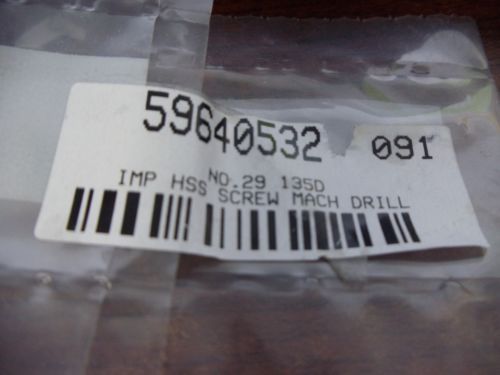 59640532 091
NO.29 135D
IMP HSS SCREW MACH DRILL